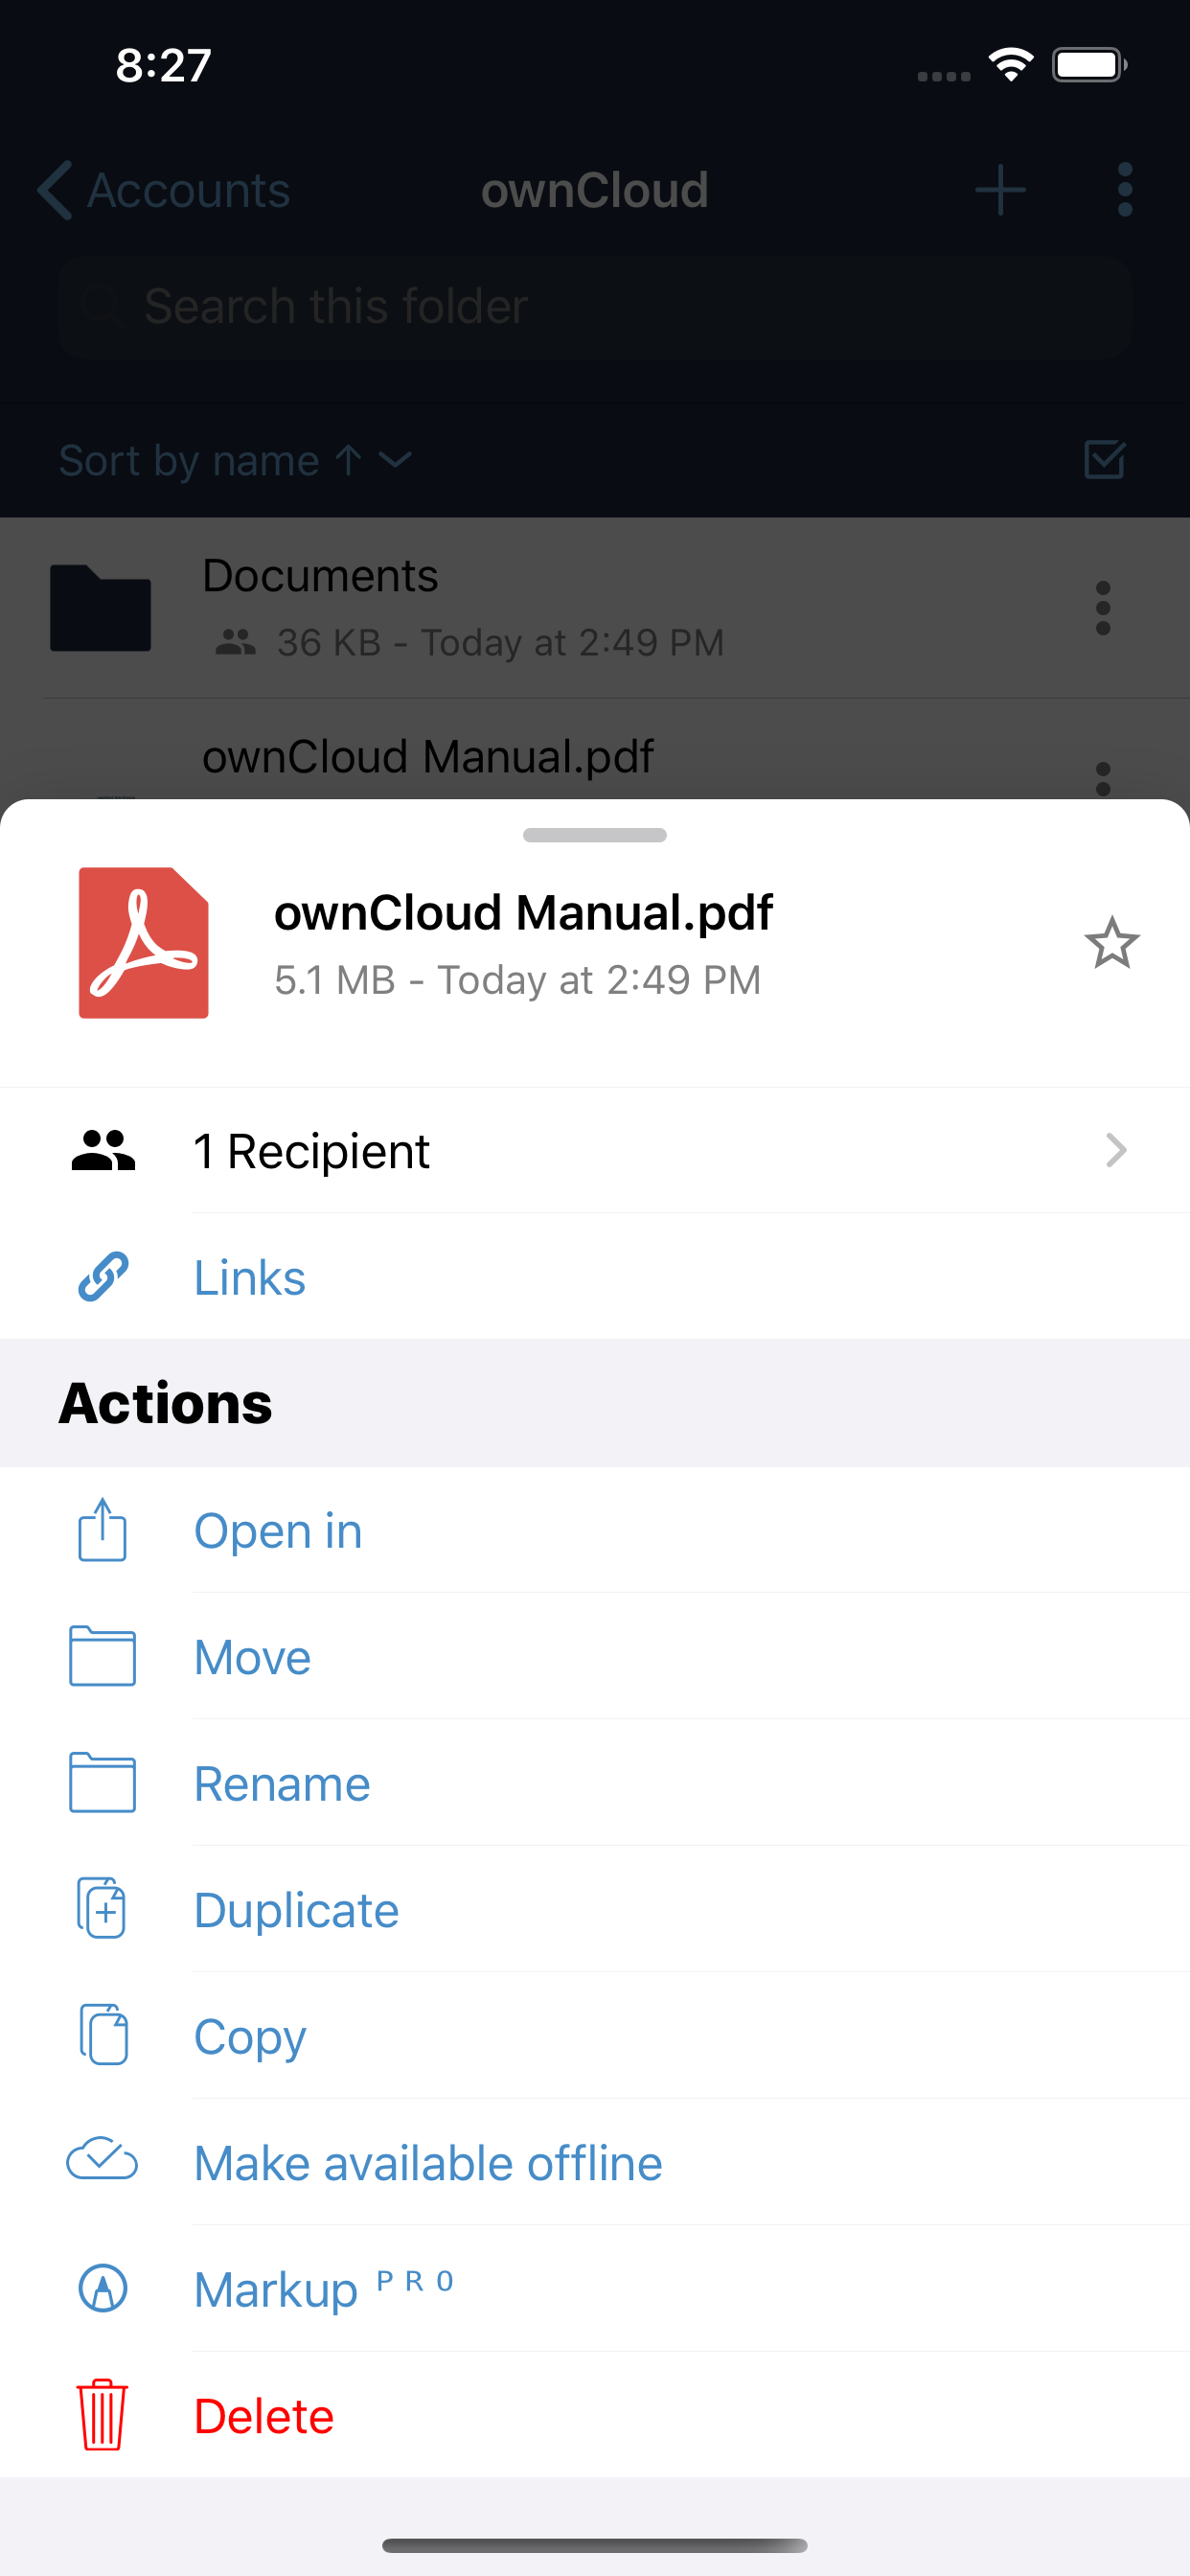 8:27
Accounts
ownCloud
Search this folder
Sort by name
Documents
36 KB - Today at 2:49 PM
ownCloud Manual.pdf
ownCloud Manual.pdf
5.1 MB - Today at 2:49 PM
1 Recipient
Links
Actions
Open in
Move
Rename
Duplicate
Copy
Make available offline
Markup PRO
Delete